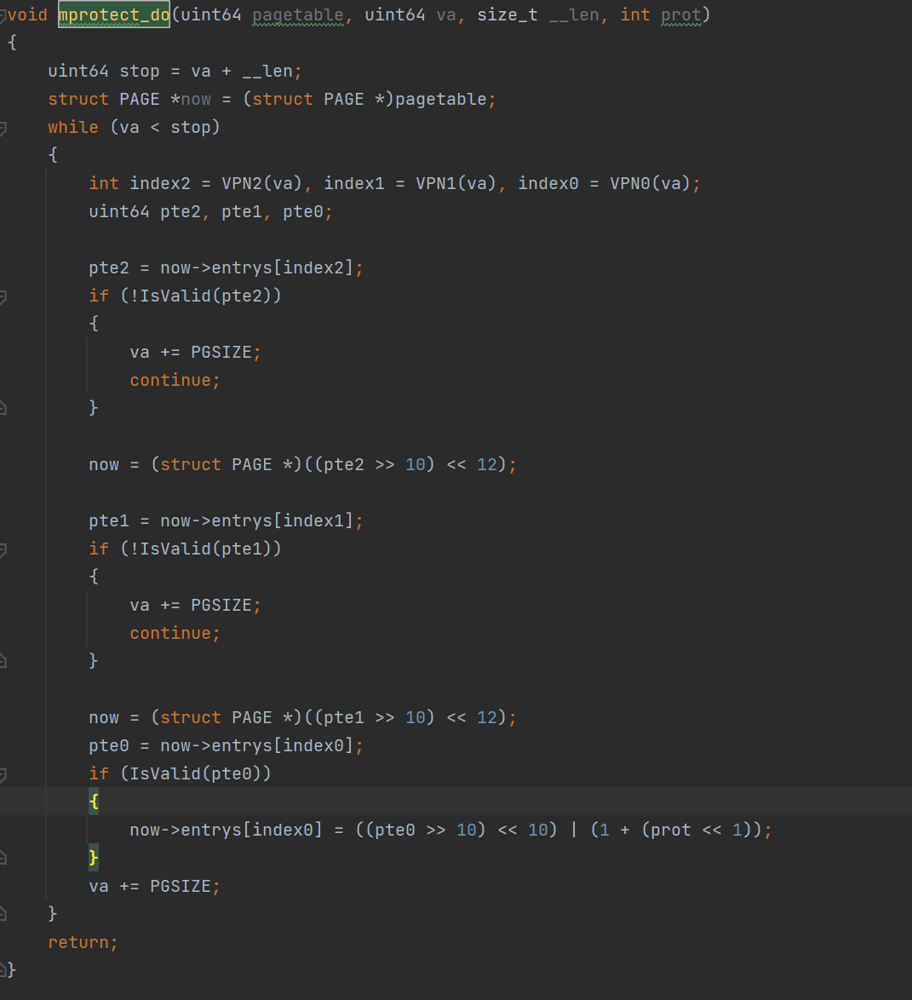 void mprotect_do(uint64 pagetable, uint64 va, size_t __len, int prot)
{
    uint64 stop = va + __len;
    struct PAGE *now = (struct PAGE *)pagetable;
    while (va < stop)
    {
        int index2 = VPN2(va), index1 = VPN1(va), index0 = VPN0(va);
        uint64 pte2, pte1, pte0;

        pte2 = now->entrys[index2];
        if (!IsValid(pte2))
        {
            va += PGSIZE;
            continue;
        }

        now = (struct PAGE *)((pte2 >> 10) << 12);

        pte1 = now->entrys[index1];
        if (!IsValid(pte1))
        {
            va += PGSIZE;
            continue;
        }

        now = (struct PAGE *)((pte1 >> 10) << 12);
        pte0 = now->entrys[index0];
        if (IsValid(pte0))
        {
            now->entrys[index0] = ((pte0 >> 10) << 10) | (1 + (prot << 1));
        }
        va += PGSIZE;
    }
    return;
}